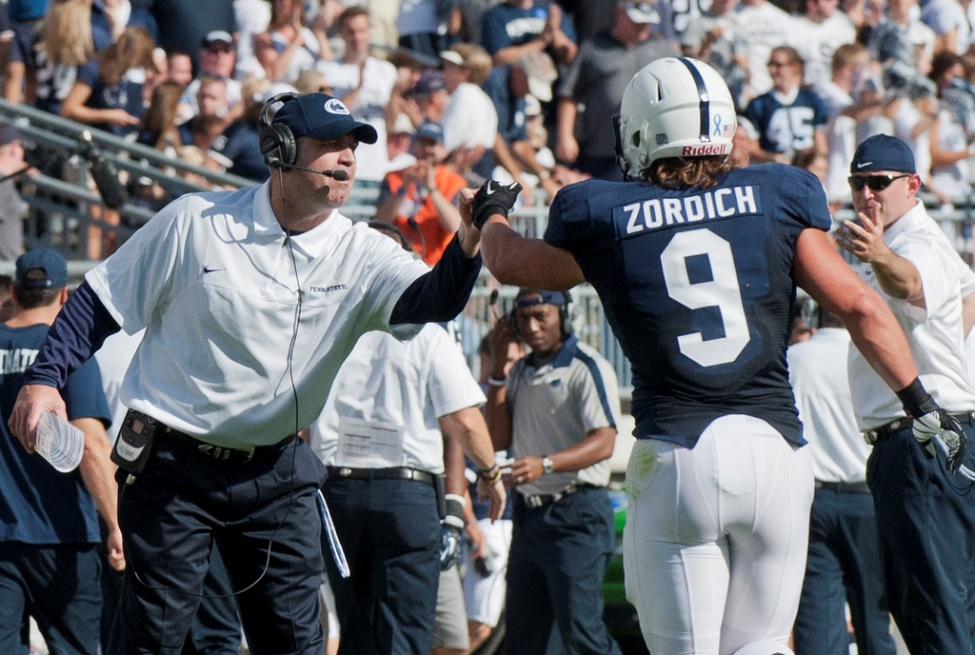 45
PENN STATE
Riddell
ZORDICH
9